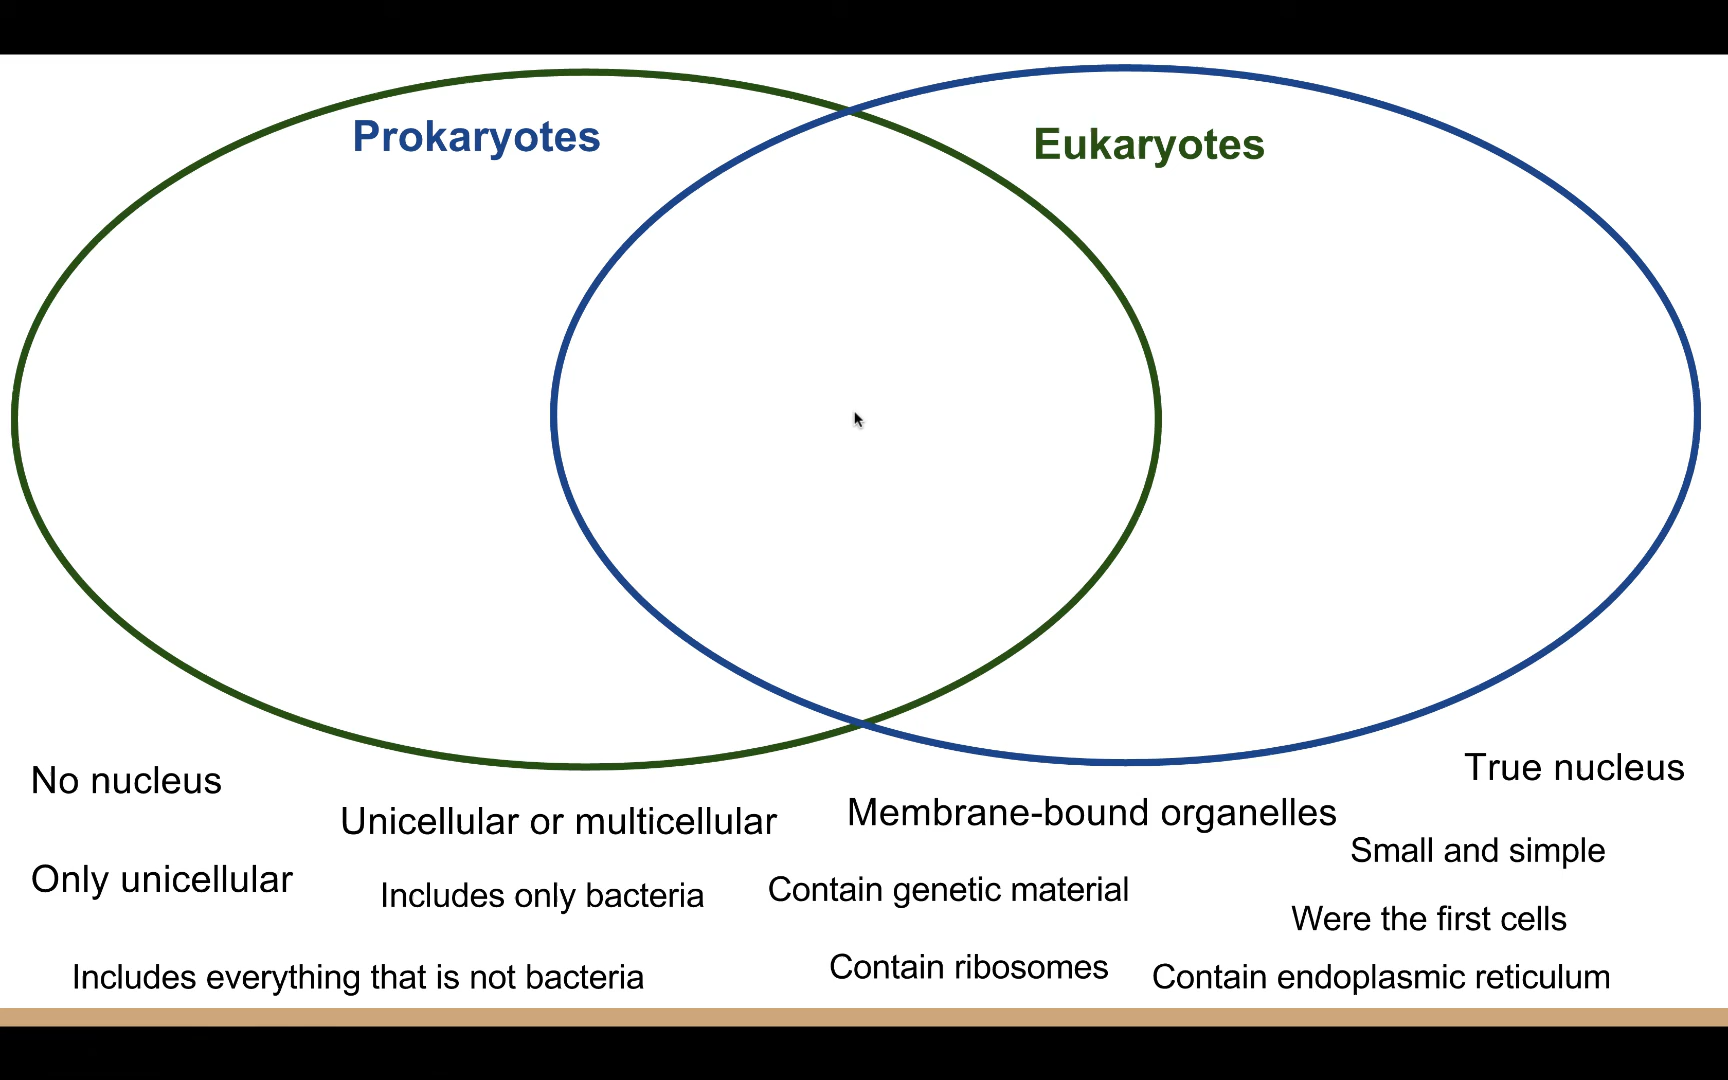 Prokaryotes
Eukaryotes
No nucleus
True nucleus
Unicellular or multicellular
Membrane-bound organelles
Small and simple
Only unicellular
Includes only bacteria
Contain genetic material
Were the first cells
Includes everything that is not bacteria
Contain ribosomes
Contain endoplasmic reticulum